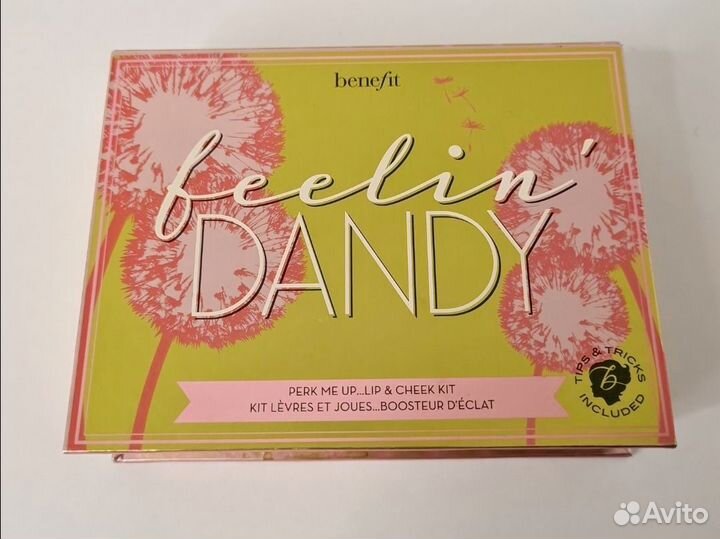 benefit
feelin'
DANDY
PERK ME UP...LIP & CHEEK KIT
KIT LÈVRES ET JOUES...BOOSTEUR D'ÉCLAT
TIPS & TRICKS
b
INCLUDED
Avito